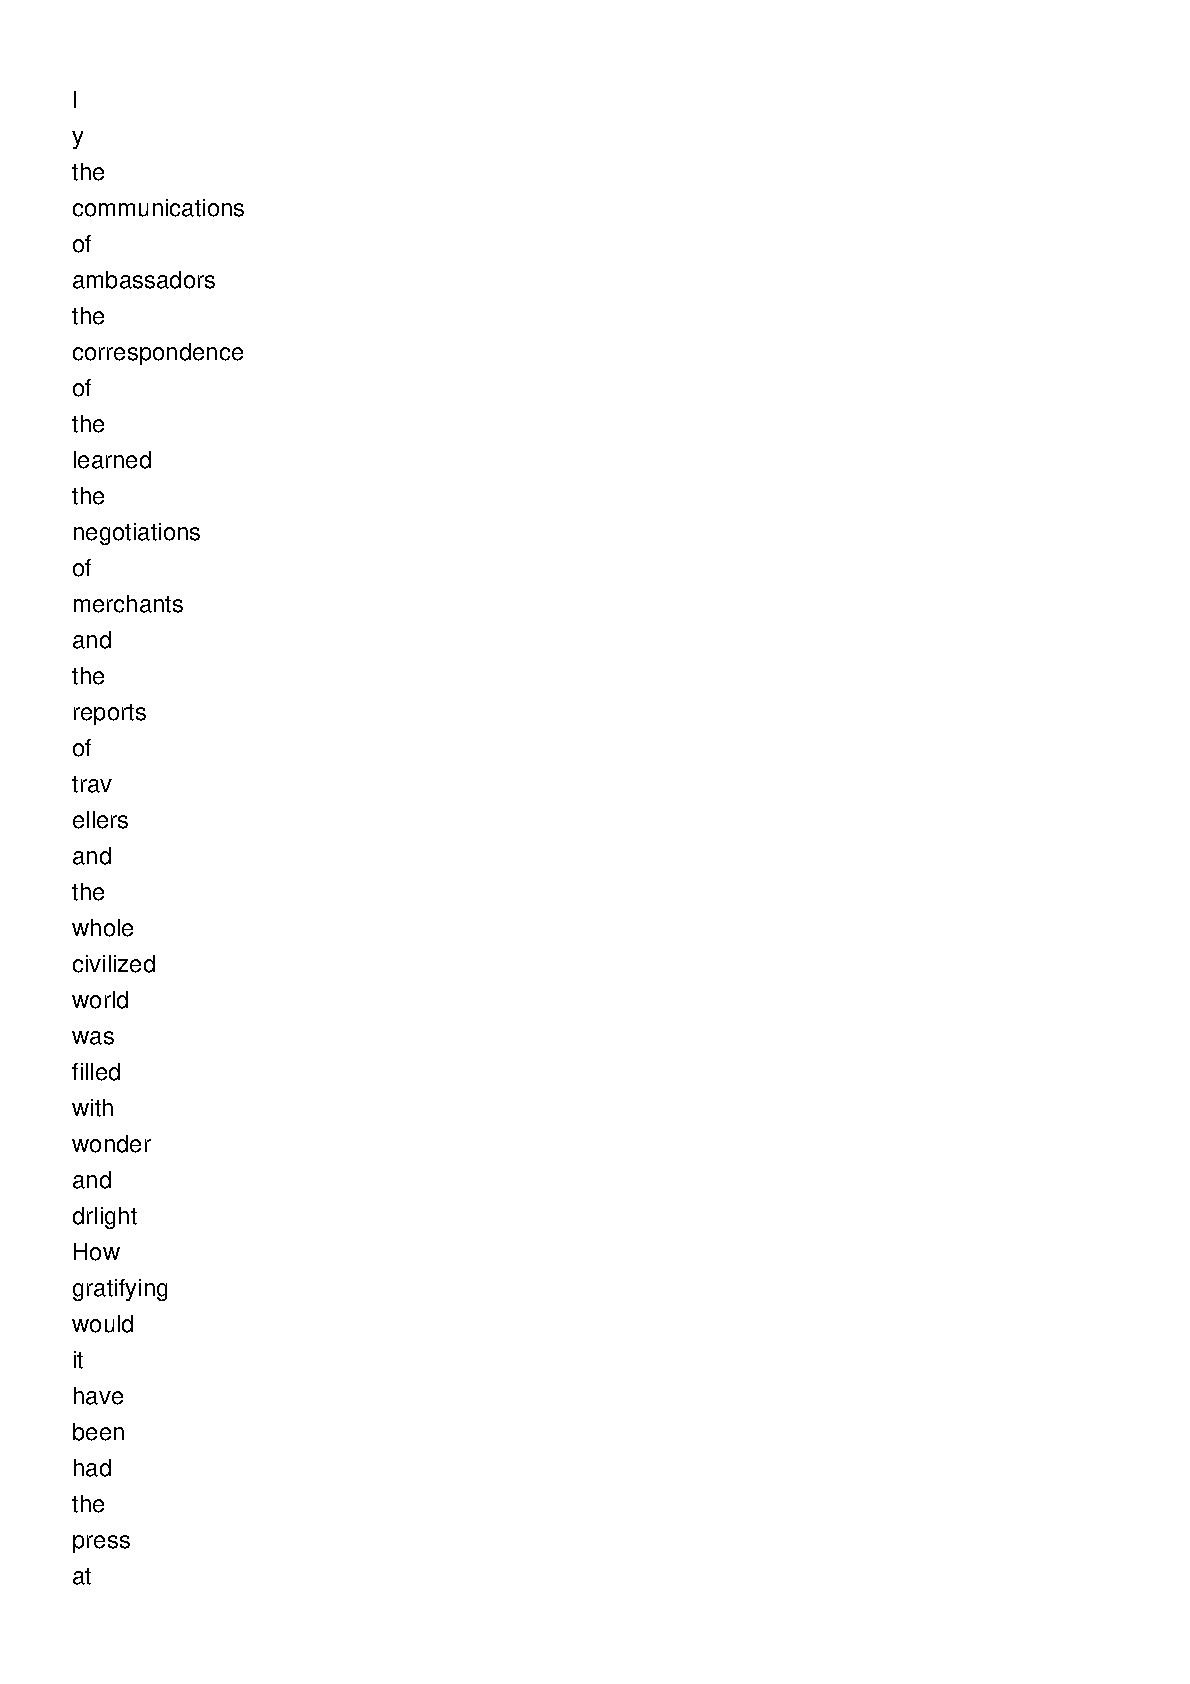 I
y
the
communications
of
ambassadors
the
correspondence
of
the
learned
the
negotiations
of
merchants
and
the
reports
of
trav
ellers
and
the
whole
civilized
world
was
filled
with
wonder
and
drlight
How
gratifying
would
it
have
been
had
the
press
at